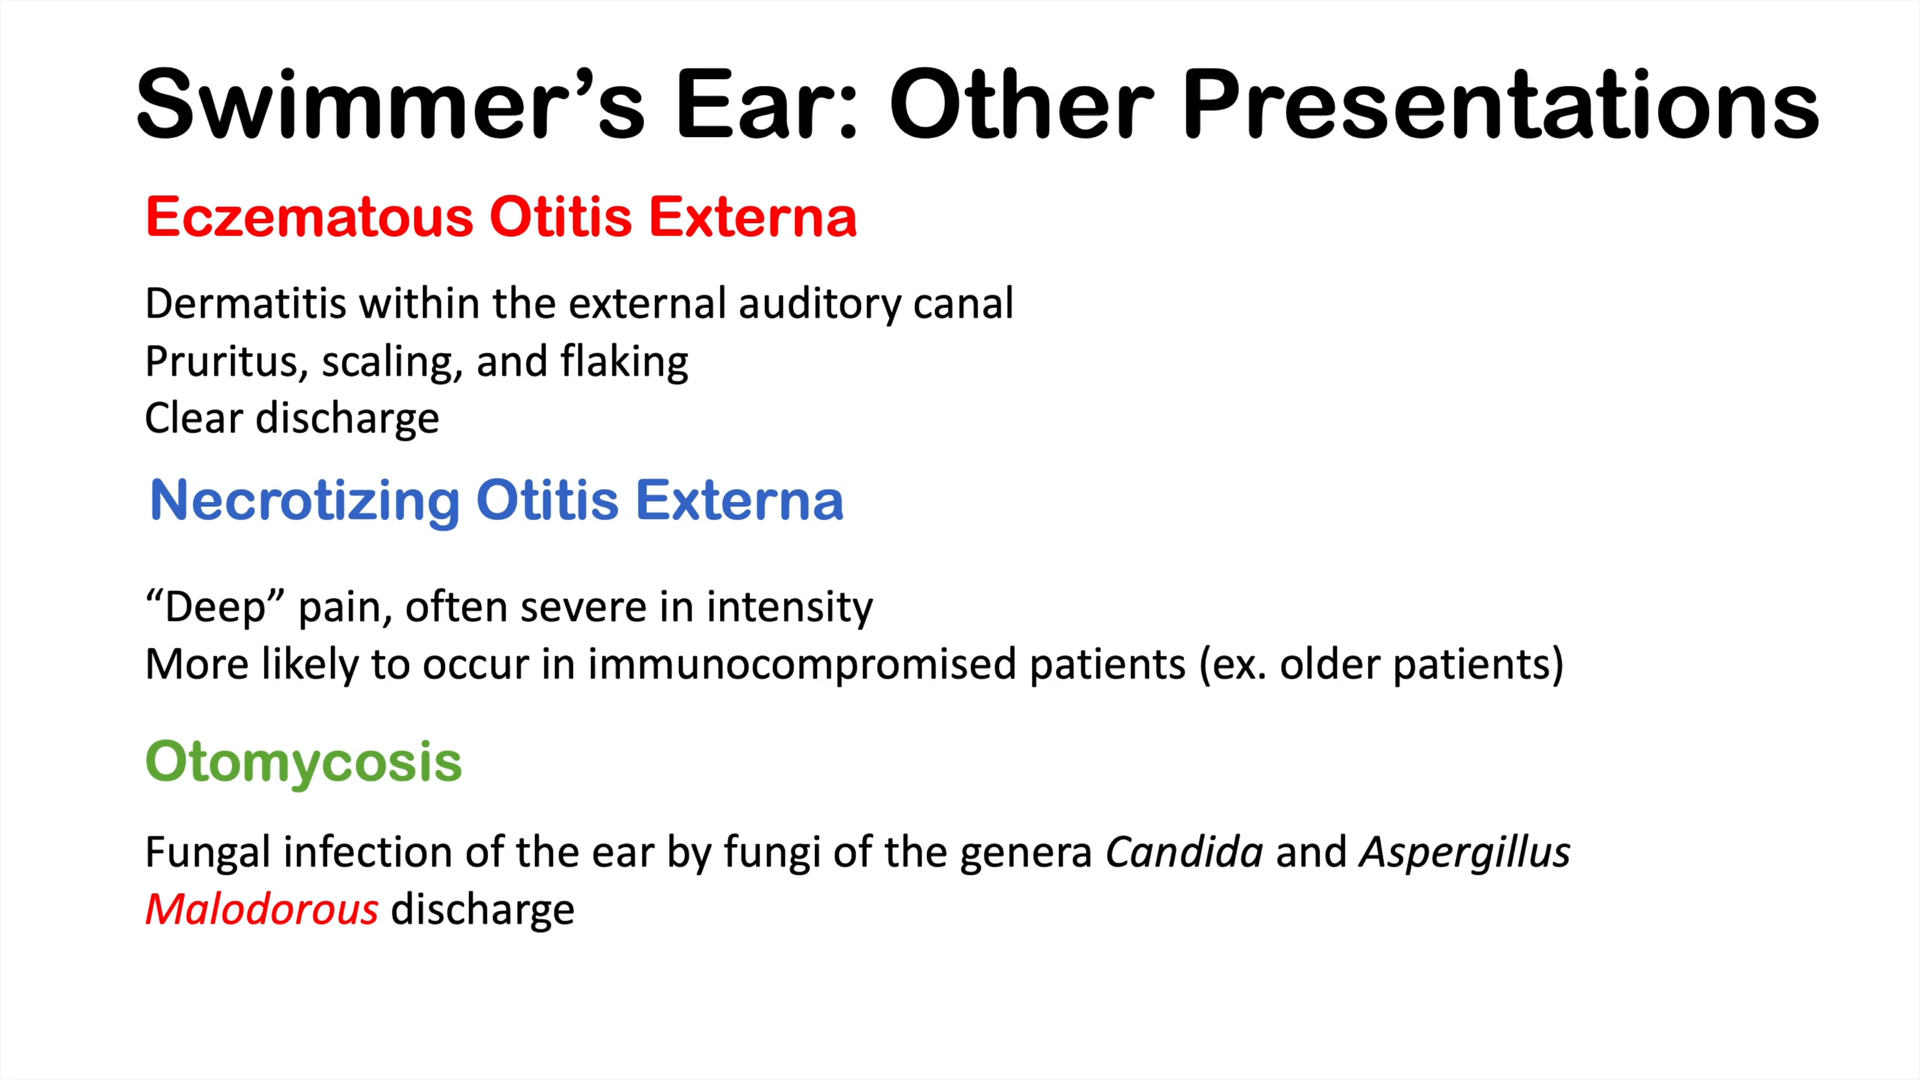 Swimmer’s Ear: Other Presentations
Eczematous Otitis Externa
Dermatitis within the external auditory canal
Pruritus, scaling, and flaking
Clear discharge
Necrotizing Otitis Externa
“Deep” pain, often severe in intensity
More likely to occur in immunocompromised patients (ex. older patients)
Otomycosis
Fungal infection of the ear by fungi of the genera Candida and Aspergillus
Malodorous discharge